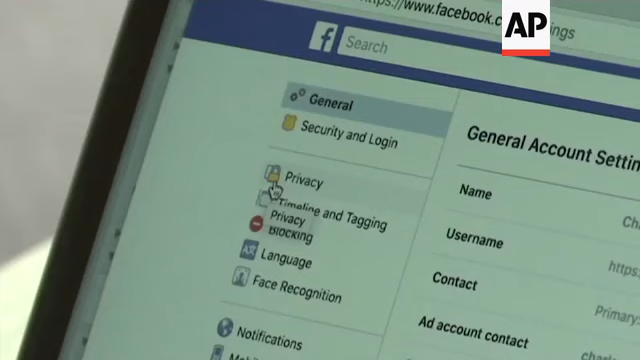 https://www.facebook.c
ings
AP
f
Search
General
Security and Login
Privacy
Timeline and Tagging
Privacy
Blocking
Language
Face Recognition
Notifications
General Account Settin
Name
Username
https:
Contact
Primary:
Ad account contact